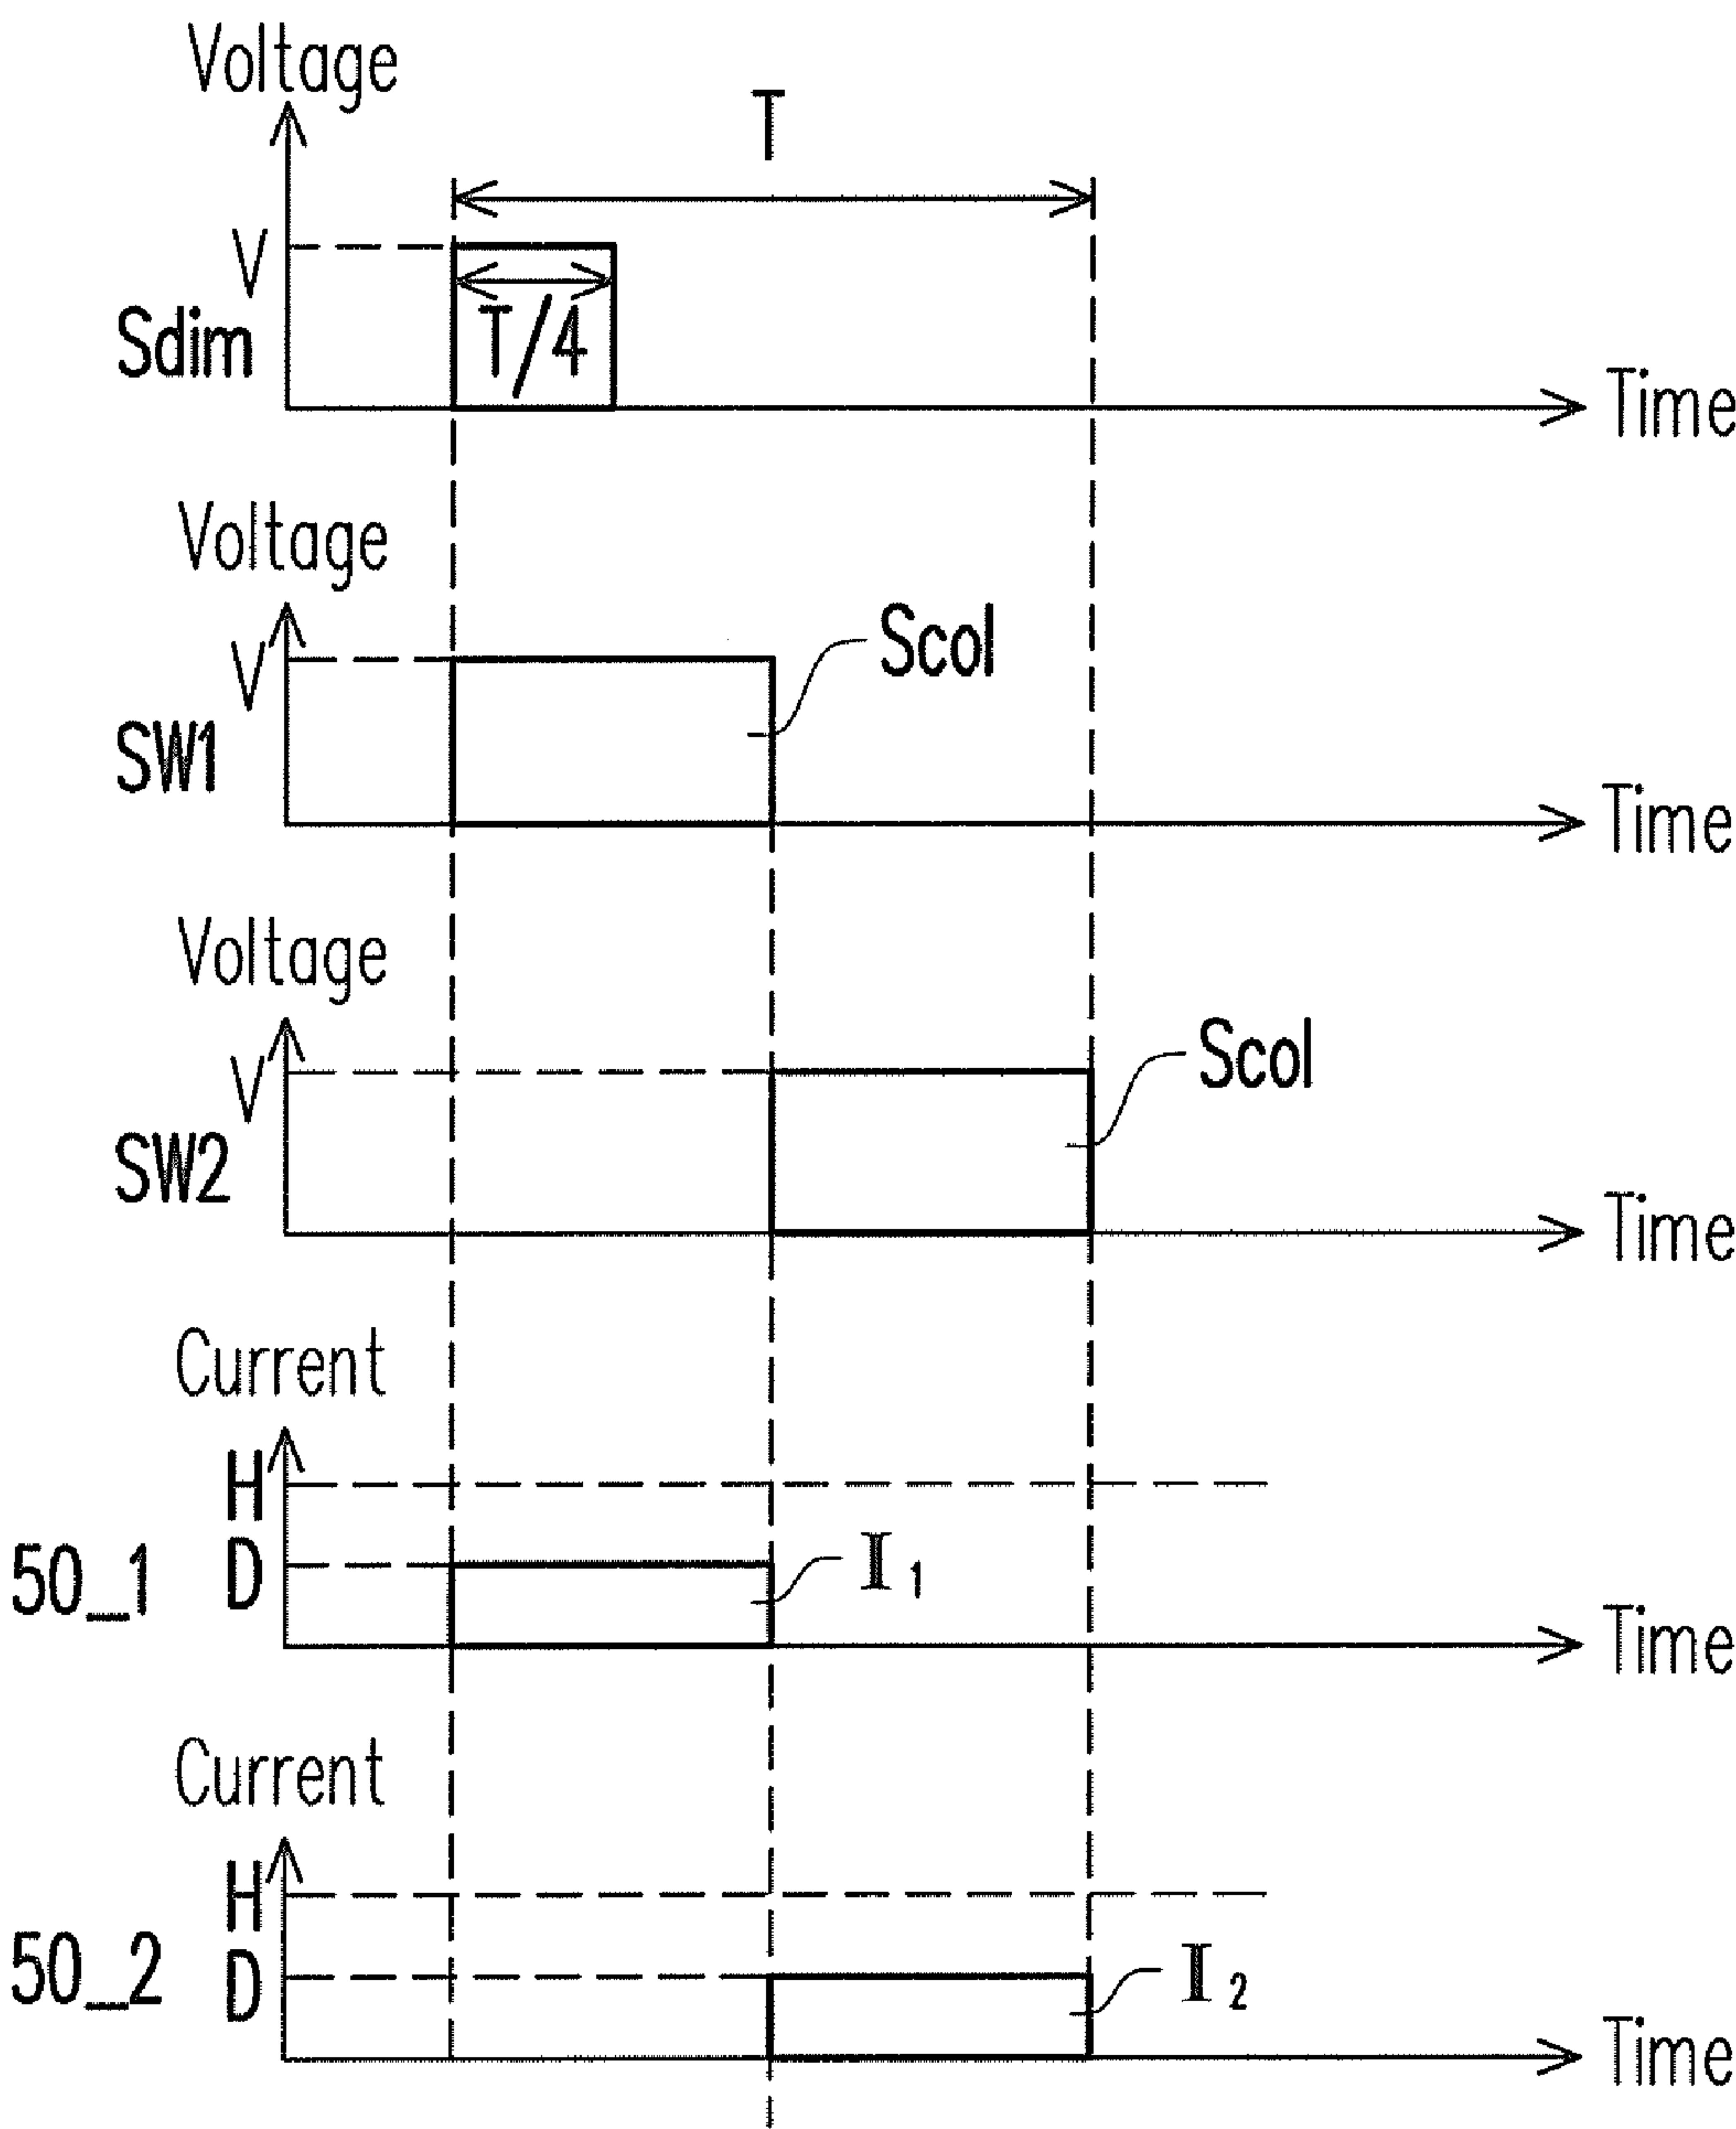 Voltage
T
V
Sdim
T/4
Time
Voltage
V
SW1
Scol
Time
Voltage
V
SW2
Scol
Time
Current
H
D
50_1
I1
Time
Current
H
D
50_2
I2
Time